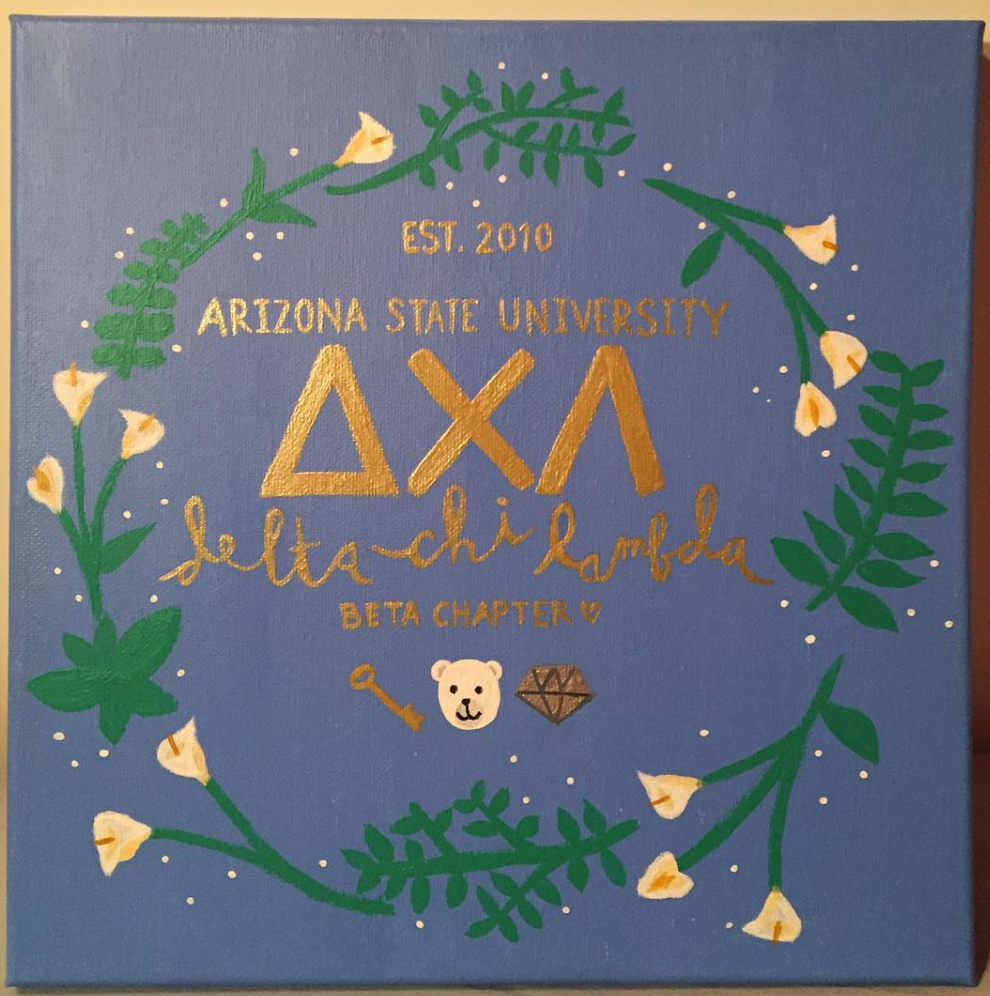 EST. 2010
ARIZONA STATE UNIVERSITY
ΔΧΛ
delta chi lambda
BETA CHAPTER ♡